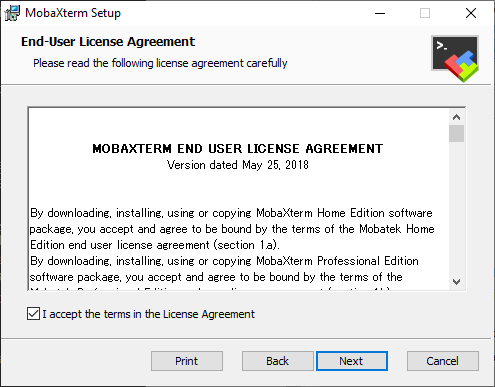 MobaXterm Setup
End-User License Agreement
Please read the following license agreement carefully
MOBAXTERM END USER LICENSE AGREEMENT
Version dated May 25, 2018
By downloading, installing, using or copying MobaXterm Home Edition software
package, you accept and agree to be bound by the terms of the Mobatek Home
Edition end user license agreement (section 1.a).
By downloading, installing, using or copying MobaXterm Professional Edition
software package, you accept and agree to be bound by the terms of the
I accept the terms in the License Agreement
Print
Back
Next
Cancel